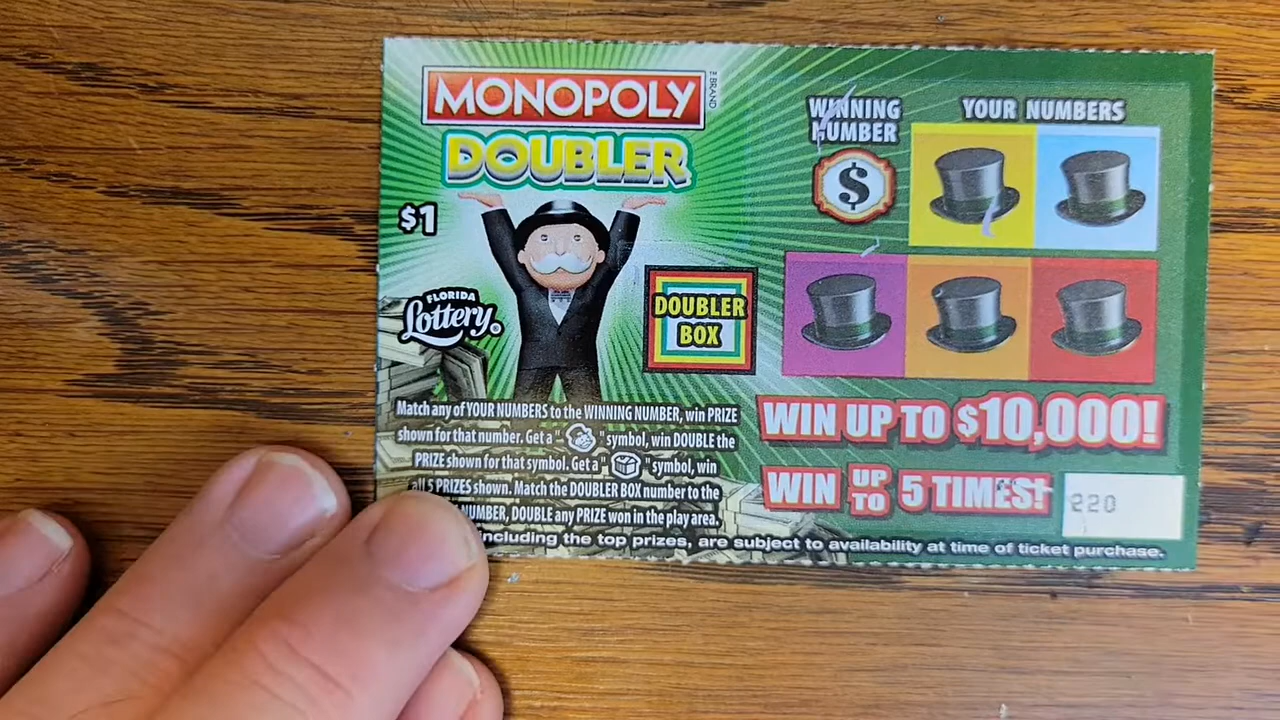 MONOPOLY
™ BRAND
DOUBLER
$1
FLORIDA
Lottery®
DOUBLER
BOX
WINNING
NUMBER
$
YOUR NUMBERS
Match any of YOUR NUMBERS to the WINNING NUMBER, win PRIZE
shown for that number. Get a " " symbol, win DOUBLE the
PRIZE shown for that symbol. Get a " " symbol, win
all 5 PRIZES shown. Match the DOUBLER BOX number to the
NUMBER, DOUBLE any PRIZE won in the play area.
including the top prizes, are subject to availability at time of ticket purchase.
WIN UP TO $10,000!
WIN UP TO 5 TIMES!
220